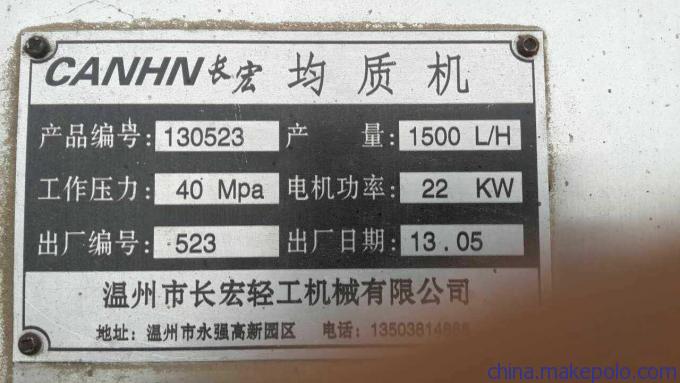 CANHN 长宏 均质机
产品编号: 130523 产 量: 1500 L/H
工作压力: 40 Mpa 电机功率: 22 KW
出厂编号: 523 出厂日期: 13.05
温州市长宏轻工机械有限公司
地址: 温州市永强高新园区 电话:
china.makepolo.com